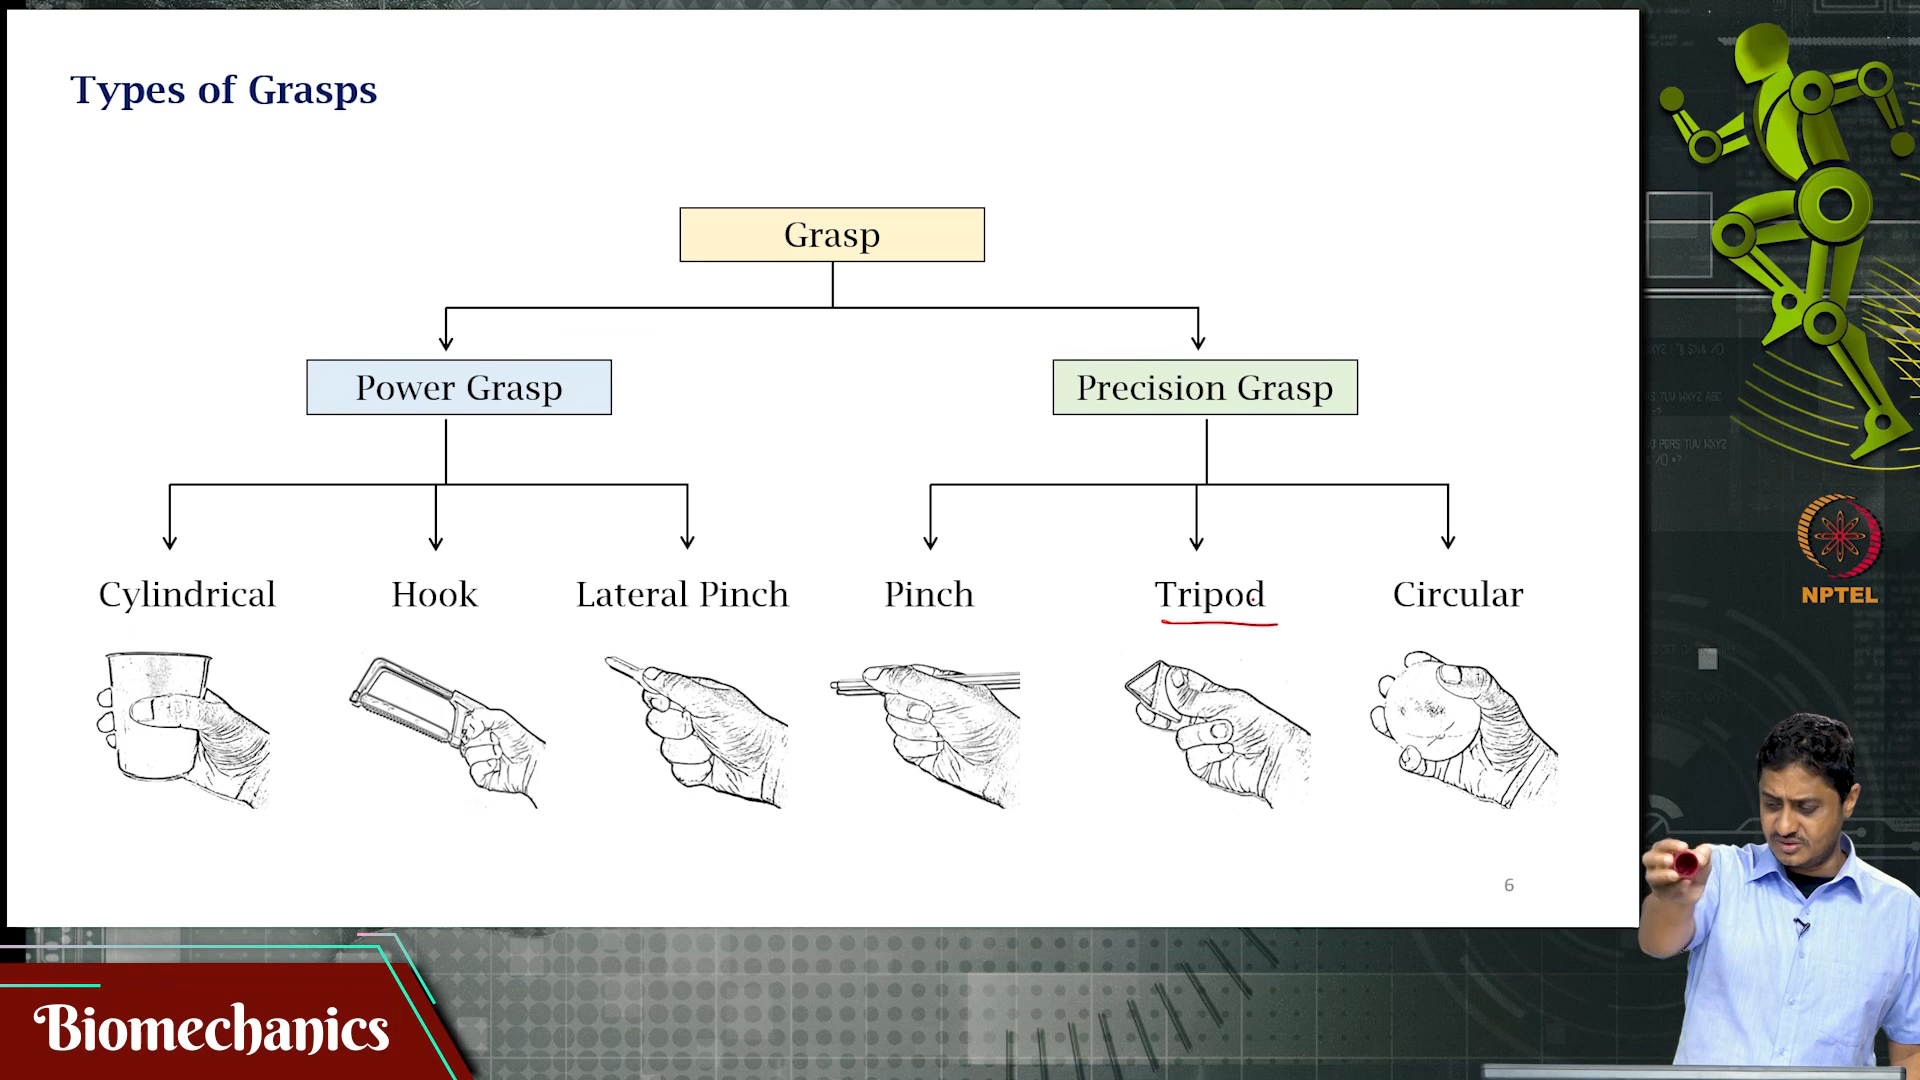 Types of Grasps
Grasp
Power Grasp
Precision Grasp
Cylindrical
Hook
Lateral Pinch
Pinch
Tripod
Circular
6
NPTEL
Biomechanics